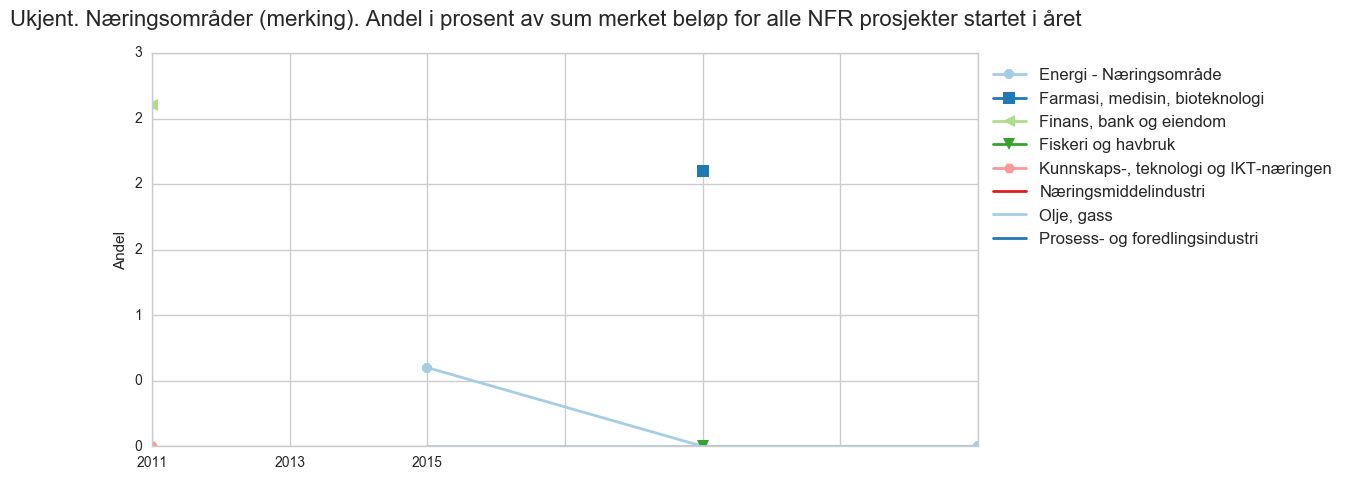 Ukjent. Næringsområder (merking). Andel i prosent av sum merket beløp for alle NFR prosjekter startet i året
3
2
2
2
1
0
0
Andel
2011 2013 2015
Energi - Næringsområde
Farmasi, medisin, bioteknologi
Finans, bank og eiendom
Fiskeri og havbruk
Kunnskaps-, teknologi og IKT-næringen
Næringsmiddelindustri
Olje, gass
Prosess- og foredlingsindustri